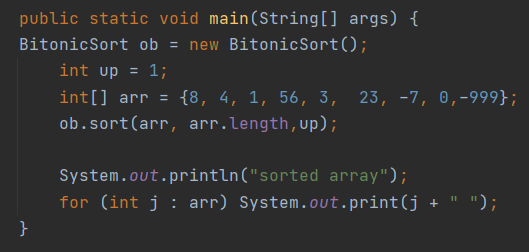 public static void main(String[] args) {
BitonicSort ob = new BitonicSort();
int up = 1;
int[] arr = {8, 4, 1, 56, 3,  23, -7, 0,-999};
ob.sort(arr, arr.length,up);
System.out.println("sorted array");
for (int j : arr) System.out.print(j + " ");
}